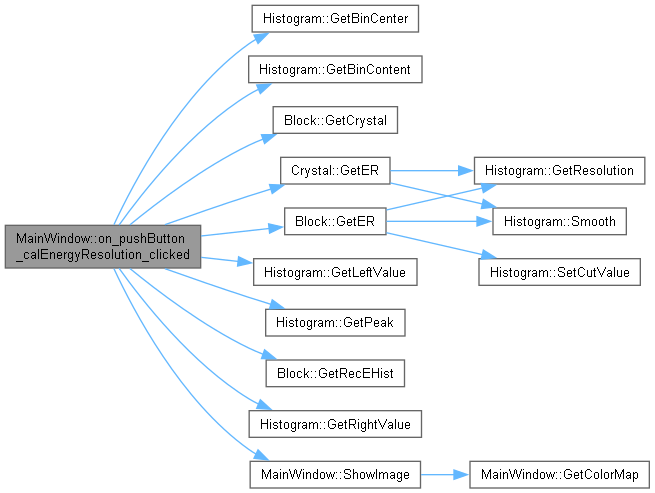 MainWindow::on_pushButton
_calEnergyResolution_clicked
Histogram::GetBinCenter
Histogram::GetBinContent
Block::GetCrystal
Crystal::GetER
Block::GetER
Histogram::GetLeftValue
Histogram::GetPeak
Block::GetRecEHist
Histogram::GetRightValue
MainWindow::ShowImage
Histogram::GetResolution
Histogram::Smooth
Histogram::SetCutValue
MainWindow::GetColorMap